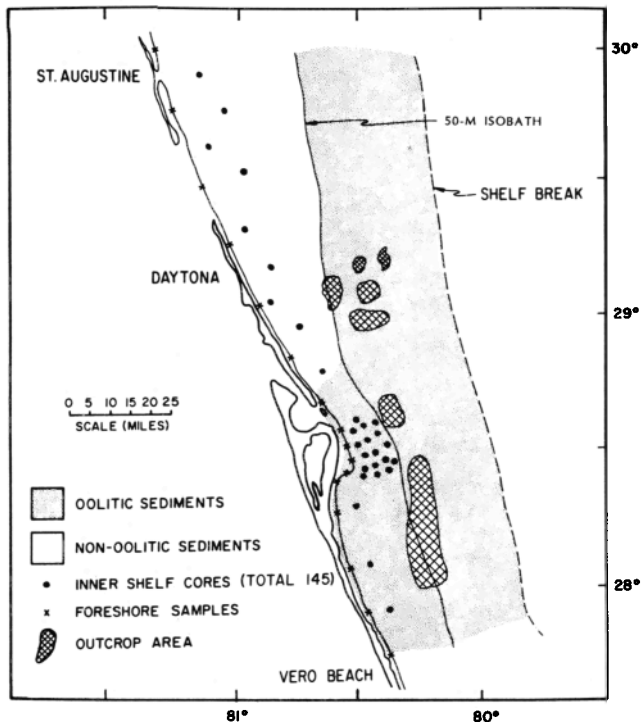 30°
ST. AUGUSTINE
50-M ISOBATH
SHELF BREAK
DAYTONA
29°
0 5 10 15 20 25
SCALE (MILES)
OOLITIC SEDIMENTS
NON-OOLITIC SEDIMENTS
INNER SHELF CORES (TOTAL 145)
FORESHORE SAMPLES
OUTCROP AREA
28°
VERO BEACH
81°
80°